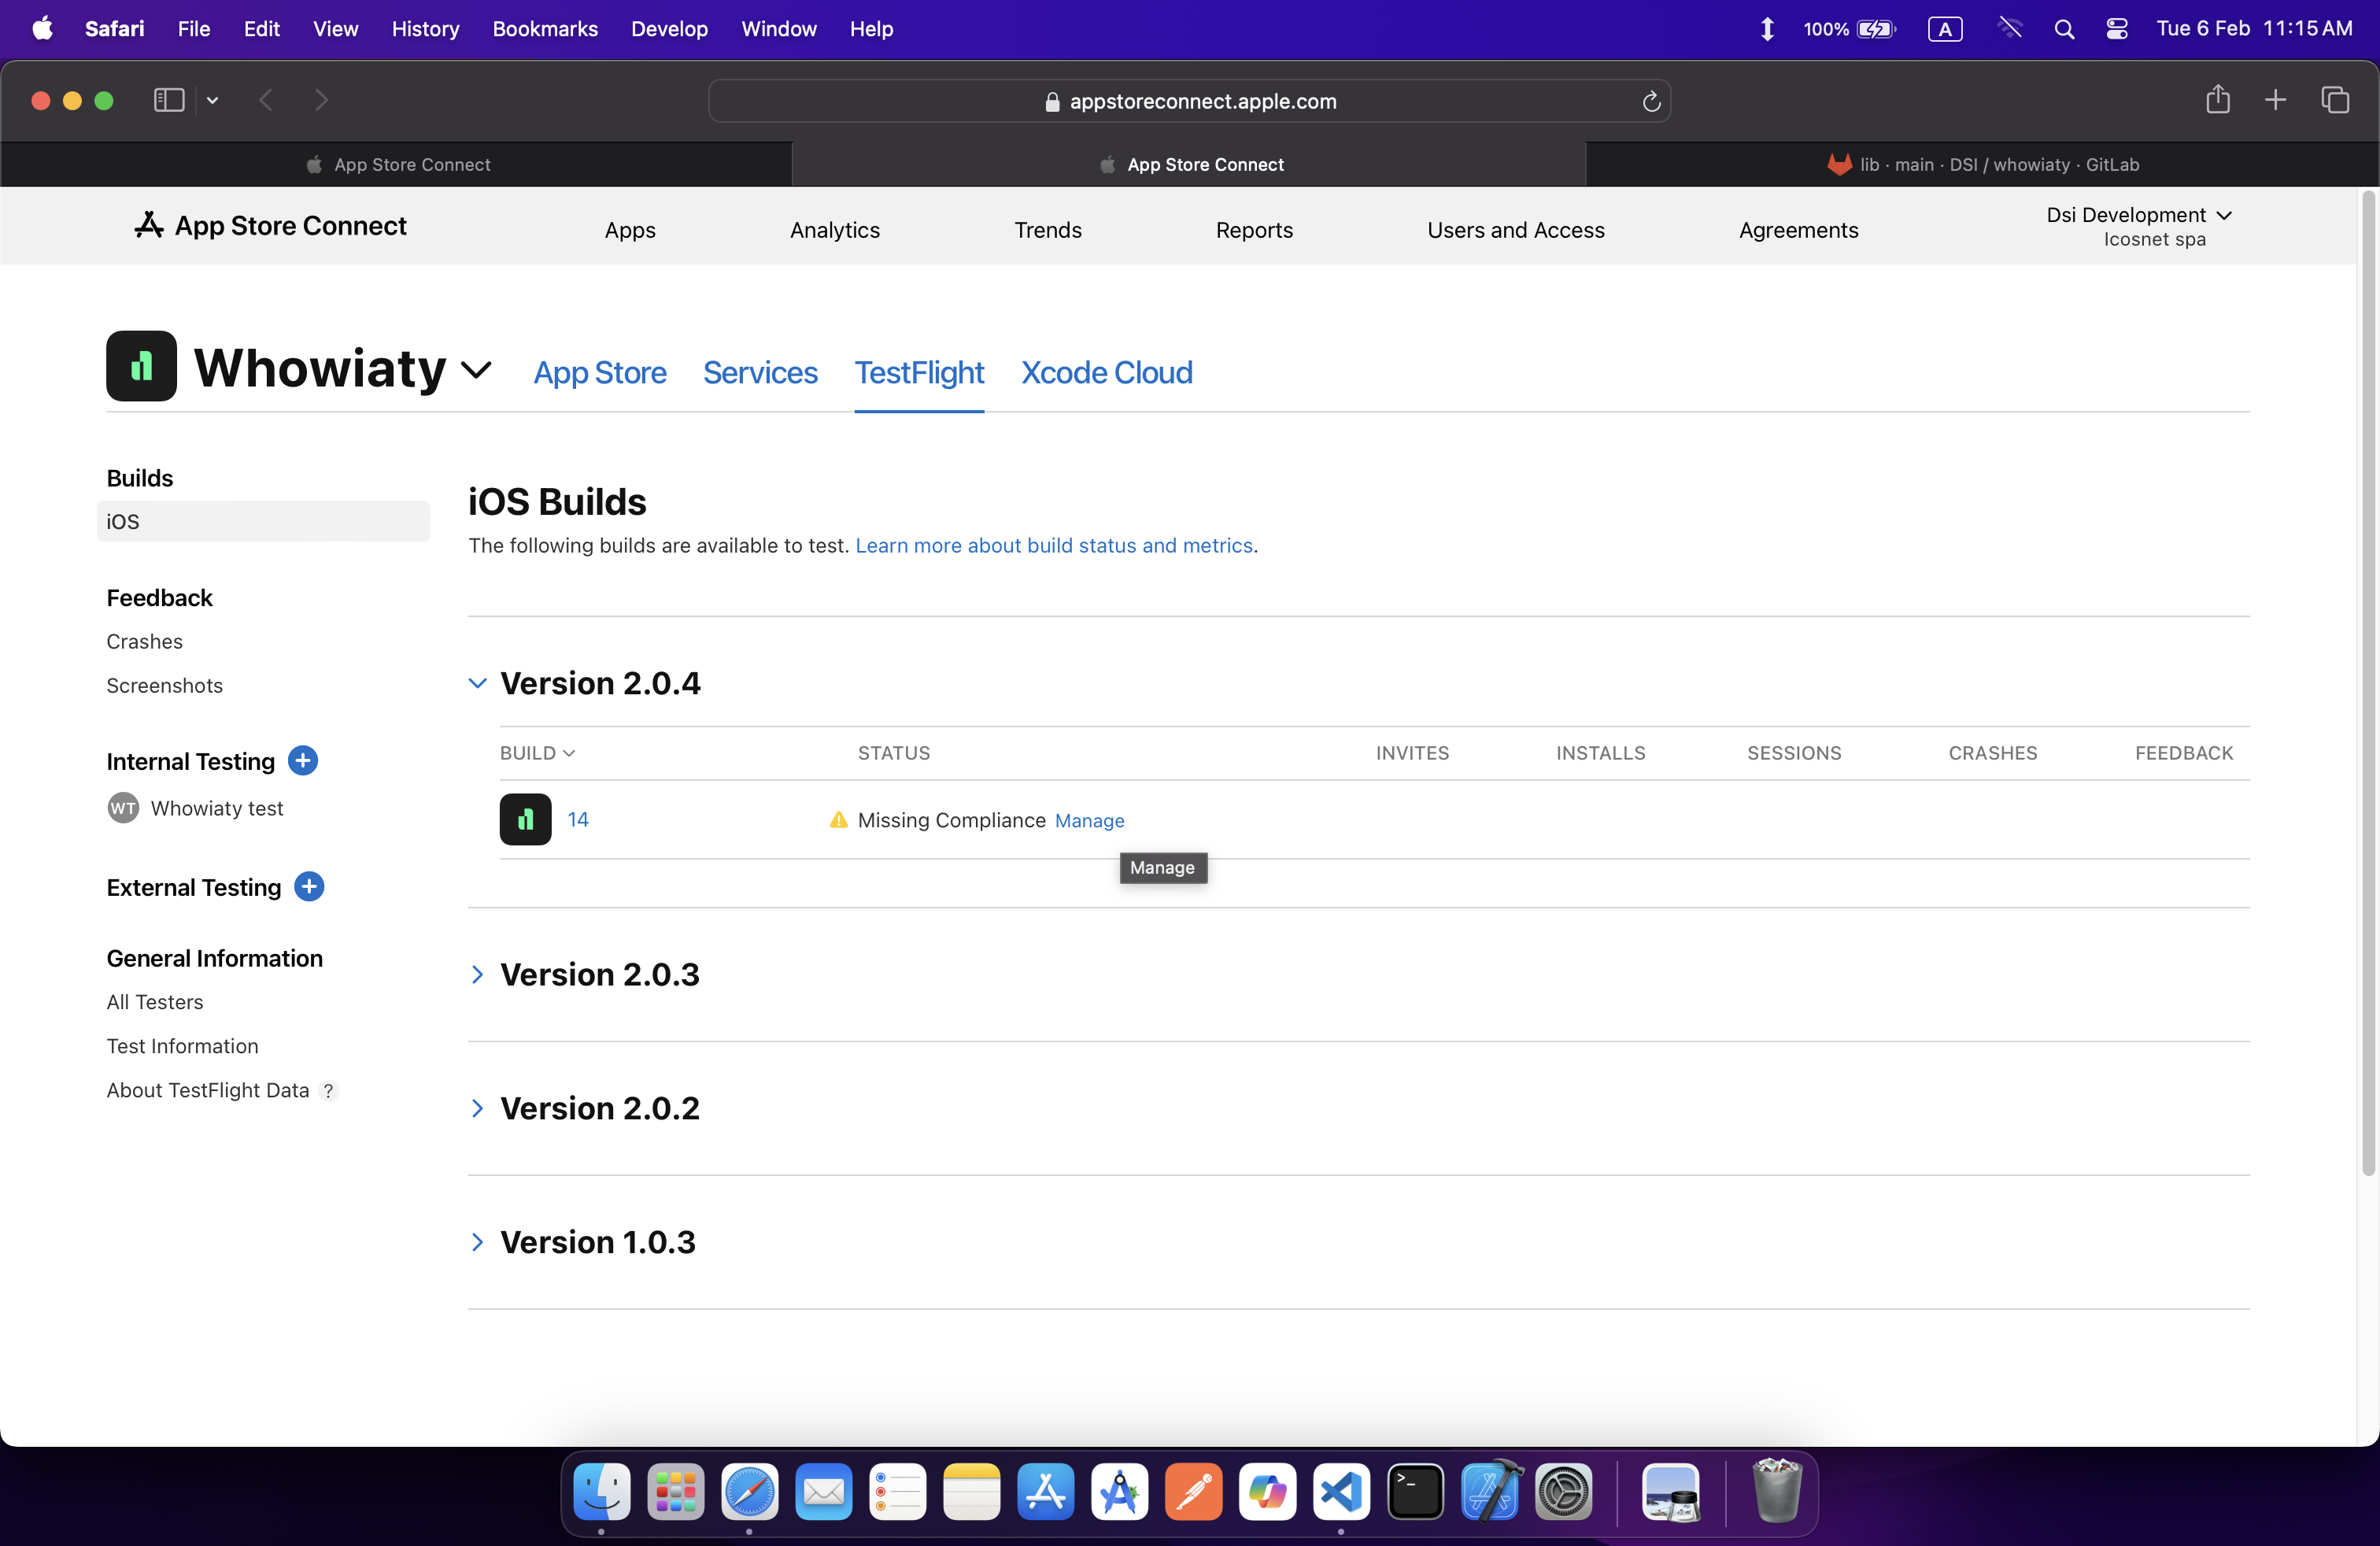 Safari File Edit View History Bookmarks Develop Window Help 100% A Tue 6 Feb 11:15 AM
appstoreconnect.apple.com
App Store Connect
App Store Connect
lib · main · DSI / whowiaty · GitLab
App Store Connect
Apps
Analytics
Trends
Reports
Users and Access
Agreements
Dsi Development
Icosnet spa
Whowiaty
App Store
Services
TestFlight
Xcode Cloud
Builds
iOS
Feedback
Crashes
Screenshots
Internal Testing
WT Whowiaty test
External Testing
General Information
All Testers
Test Information
About TestFlight Data ?
iOS Builds
The following builds are available to test. Learn more about build status and metrics.
Version 2.0.4
BUILD STATUS INVITES INSTALLS SESSIONS CRASHES FEEDBACK
14 Missing Compliance Manage
Manage
Version 2.0.3
Version 2.0.2
Version 1.0.3